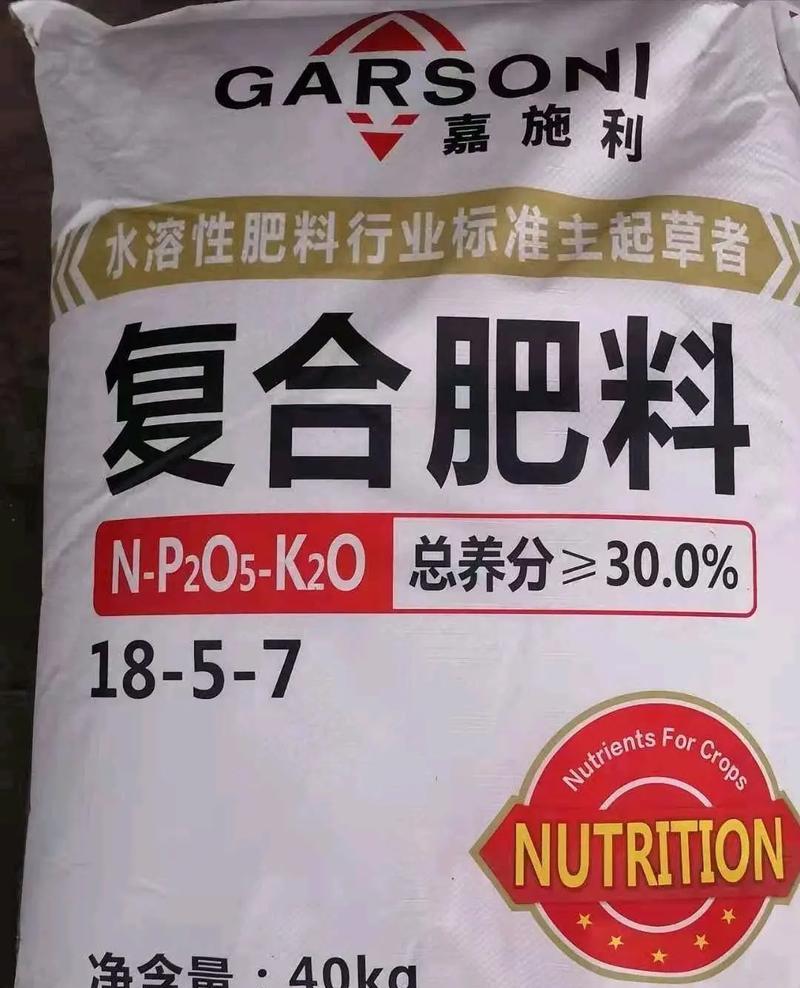 GARSONI
嘉施利
水溶性肥料行业标准主起草者
复合肥料
N-P₂O₅-K₂O 总养分≥30.0%
18-5-7
Nutrients For Crops
NUTRITION
净含量:40kg